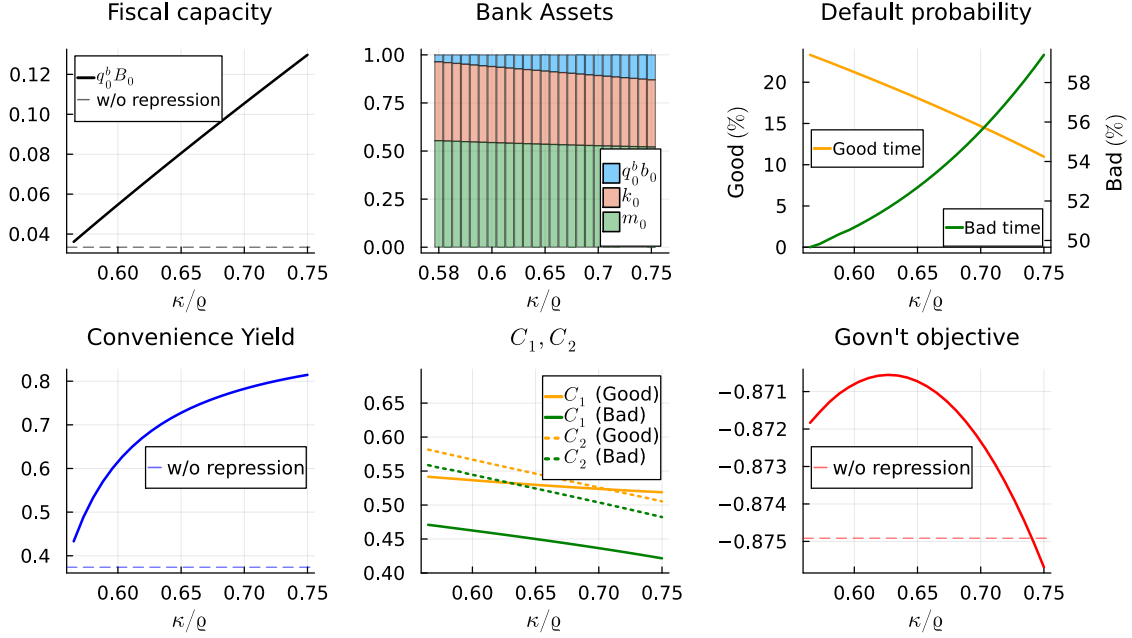 Fiscal capacity
0.12
0.10
0.08
0.06
0.04
q_0^b B_0
w/o repression
0.60
0.65
0.70
0.75
κ/ϱ
Bank Assets
1.00
0.75
0.50
0.25
0.00
q_0^b b_0
k_0
m_0
0.58
0.6
0.65
0.70
0.75
κ/ϱ
Default probability
Good (%)
20
15
10
5
0
Good time
Bad time
58
56
54
52
50
Bad (%)
0.60
0.65
0.70
0.75
κ/ϱ
Convenience Yield
0.8
0.7
0.6
0.5
0.4
w/o repression
0.60
0.65
0.70
0.75
κ/ϱ
C_1, C_2
0.65
0.60
0.55
0.50
0.45
0.40
C_1 (Good)
C_1 (Bad)
C_2 (Good)
C_2 (Bad)
0.60
0.65
0.70
0.75
κ/ϱ
Govn't objective
−0.871
−0.872
−0.873
−0.874
−0.875
w/o repression
0.60
0.65
0.70
0.75
κ/ϱ